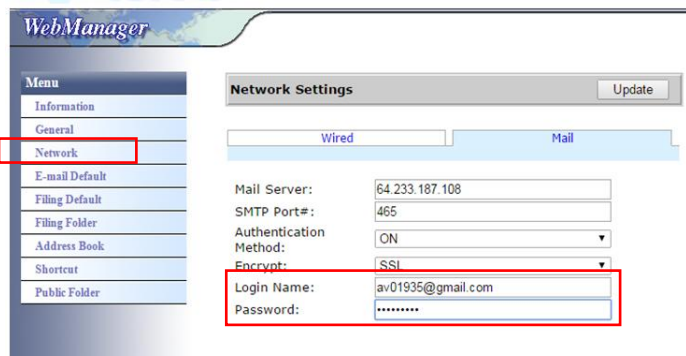 WebManager
Menu
Information
General
Network
E-mail Default
Filing Default
Filing Folder
Address Book
Shortcut
Public Folder
Network Settings
Update
Wired Mail
Mail Server: 64.233.187.108
SMTP Port#: 465
Authentication
Method: ON
Encrypt: SSL
Login Name: av01935@gmail.com
Password: •••••••••